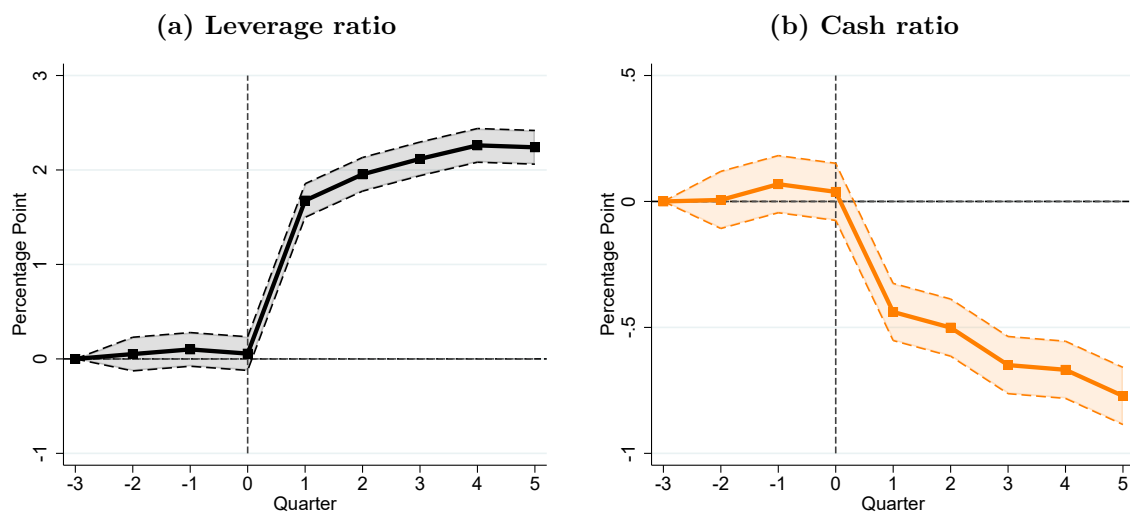 (a) Leverage ratio
3
2
1
0
-1
Percentage Point
-3 -2 -1 0 1 2 3 4 5
Quarter
(b) Cash ratio
.5
0
-.5
-1
Percentage Point
-3 -2 -1 0 1 2 3 4 5
Quarter